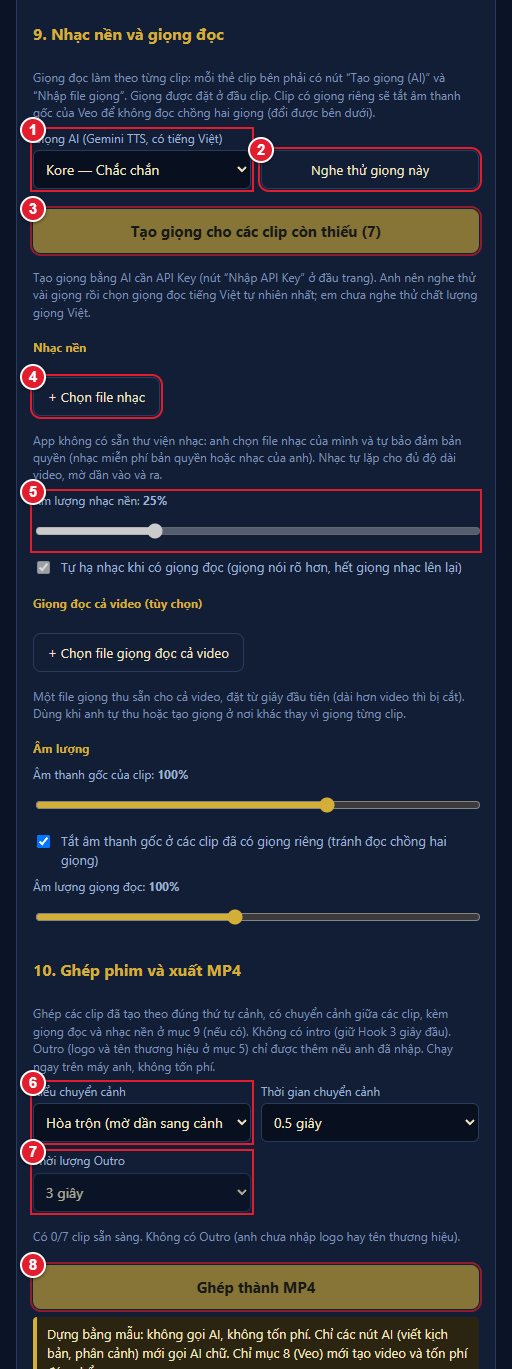 9. Nhạc nền và giọng đọc
Giọng đọc làm theo từng clip: mỗi thẻ clip bên phải có nút “Tạo giọng (AI)” và
“Nhập file giọng”. Giọng được đặt ở đầu clip. Clip có giọng riêng sẽ tắt âm thanh
gốc của Veo để không đọc chồng hai giọng (đổi được bên dưới).
1
ọng AI (Gemini TTS, có tiếng Việt)
2
Kore — Chắc chắn
Nghe thử giọng này
3
Tạo giọng cho các clip còn thiếu (7)
Tạo giọng bằng AI cần API Key (nút “Nhập API Key” ở đầu trang). Anh nên nghe thử
vài giọng rồi chọn giọng đọc tiếng Việt tự nhiên nhất; em chưa nghe thử chất lượng
giọng Việt.
Nhạc nền
4
+ Chọn file nhạc
App không có sẵn thư viện nhạc: anh chọn file nhạc của mình và tự bảo đảm bản
quyền (nhạc miễn phí bản quyền hoặc nhạc của anh). Nhạc tự lặp cho đủ độ dài
video, mờ dần vào và ra.
5
m lượng nhạc nền: 25%
Tự hạ nhạc khi có giọng đọc (giọng nói rõ hơn, hết giọng nhạc lên lại)
Giọng đọc cả video (tùy chọn)
+ Chọn file giọng đọc cả video
Một file giọng thu sẵn cho cả video, đặt từ giây đầu tiên (dài hơn video thì bị cắt).
Dùng khi anh tự thu hoặc tạo giọng ở nơi khác thay vì giọng từng clip.
Âm lượng
Âm thanh gốc của clip: 100%
Tắt âm thanh gốc ở các clip đã có giọng riêng (tránh đọc chồng hai
giọng)
Âm lượng giọng đọc: 100%
10. Ghép phim và xuất MP4
Ghép các clip đã tạo theo đúng thứ tự cảnh, có chuyển cảnh giữa các clip, kèm
giọng đọc và nhạc nền ở mục 9 (nếu có). Không có intro (giữ Hook 3 giây đầu).
Outro (logo và tên thương hiệu ở mục 5) chỉ được thêm nếu anh đã nhập. Chạy
ngay trên máy anh, không tốn phí.
6
iểu chuyển cảnh
Thời gian chuyển cảnh
Hòa trộn (mờ dần sang cảnh
0.5 giây
7
hời lượng Outro
3 giây
Có 0/7 clip sẵn sàng. Không có Outro (anh chưa nhập logo hay tên thương hiệu).
8
Ghép thành MP4
Dựng bằng mẫu: không gọi AI, không tốn phí. Chỉ các nút AI (viết kịch
bản, phân cảnh) mới gọi AI chữ. Chỉ mục 8 (Veo) mới tạo video và tốn phí